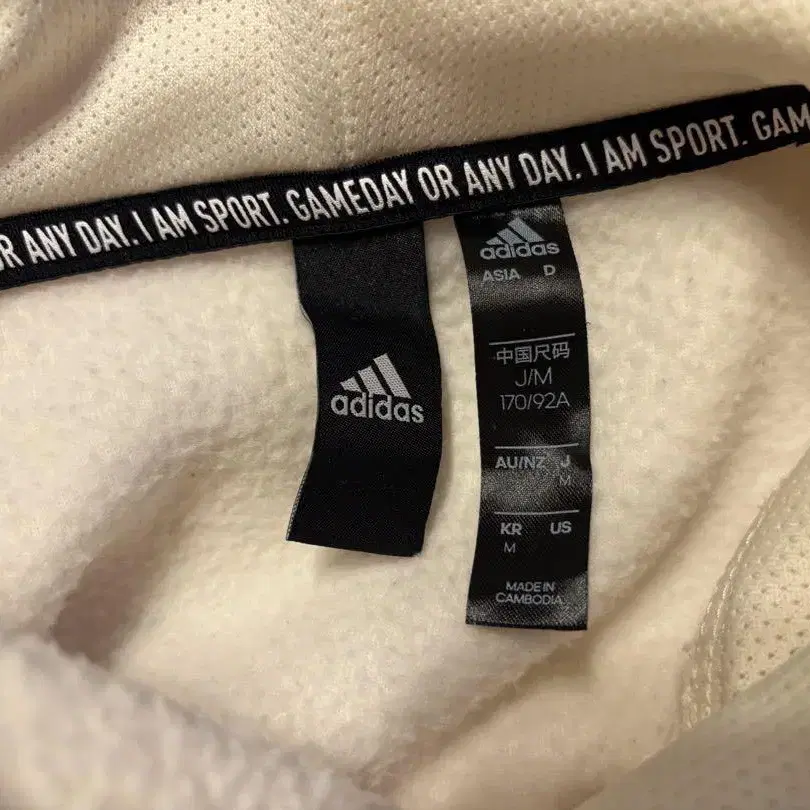 OR ANY DAY. I AM SPORT. GAMEDAY OR ANY DAY. I AM SPORT. GAM
adidas
adidas
ASIA D
中国尺码
J/M
170/92A
AU/NZ J
M
KR US
M
MADE IN
CAMBODIA